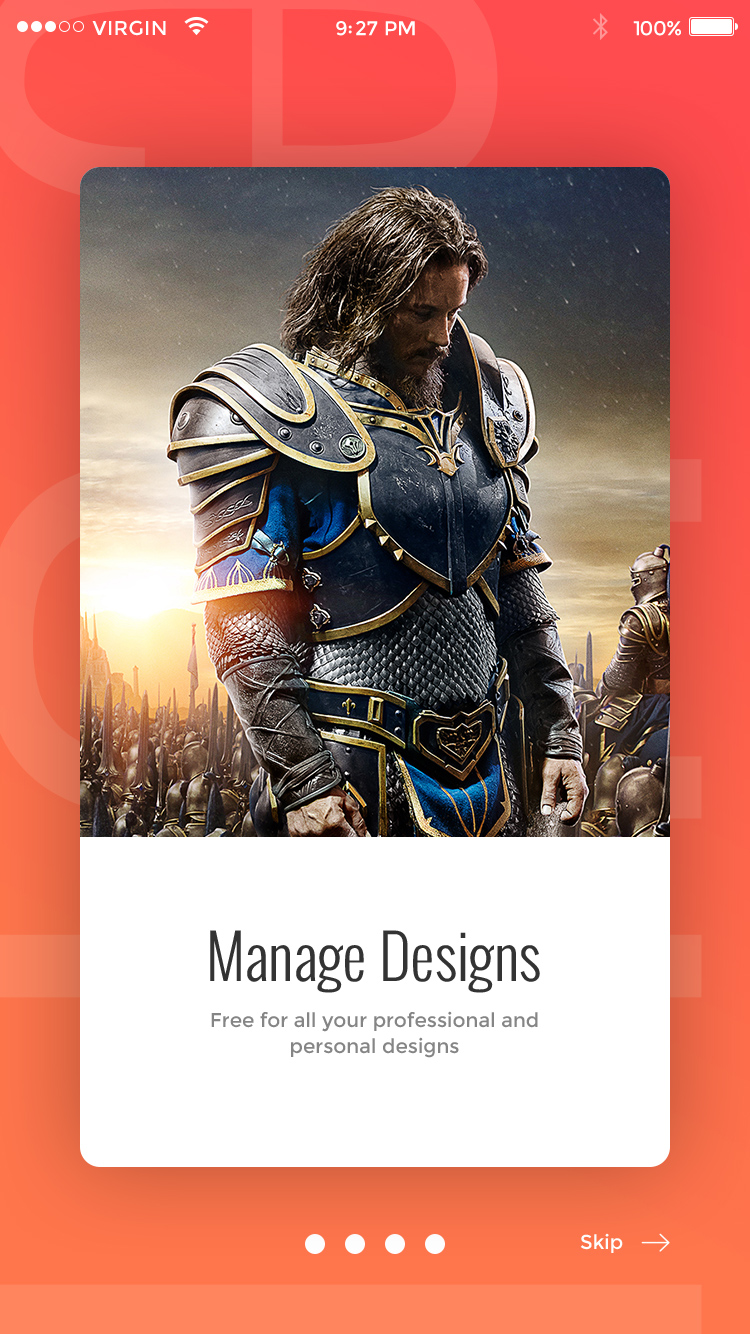 VIRGIN 9:27 PM 100%
Manage Designs
Free for all your professional and
personal designs
Skip